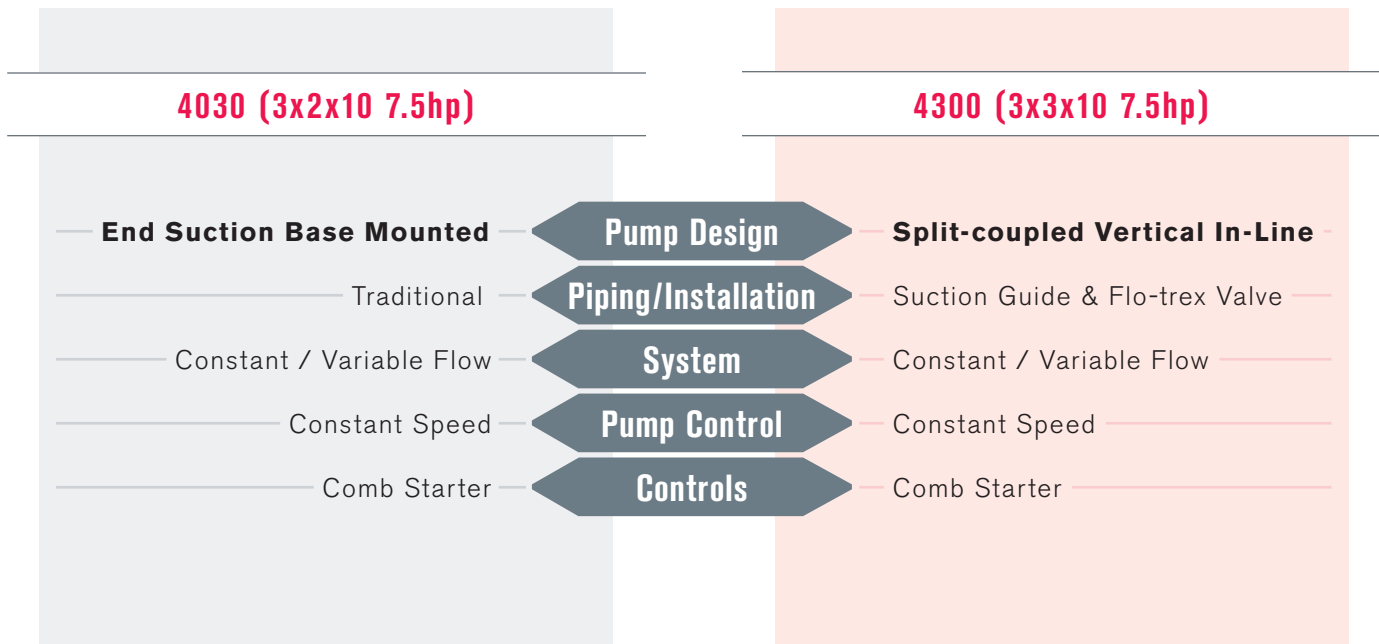 4030 (3x2x10 7.5hp) 4300 (3x3x10 7.5hp)
End Suction Base Mounted Pump Design Split-coupled Vertical In-Line
Traditional Piping/Installation Suction Guide & Flo-trex Valve
Constant / Variable Flow System Constant / Variable Flow
Constant Speed Pump Control Constant Speed
Comb Starter Controls Comb Starter